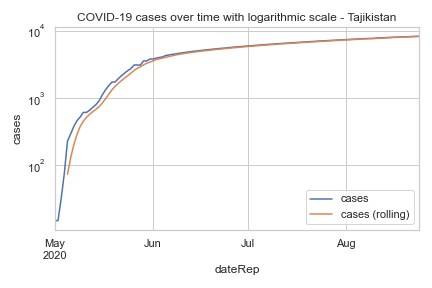 COVID-19 cases over time with logarithmic scale - Tajikistan
10^4
10^3
10^2
cases
cases
cases (rolling)
May
2020
Jun
Jul
Aug
dateRep